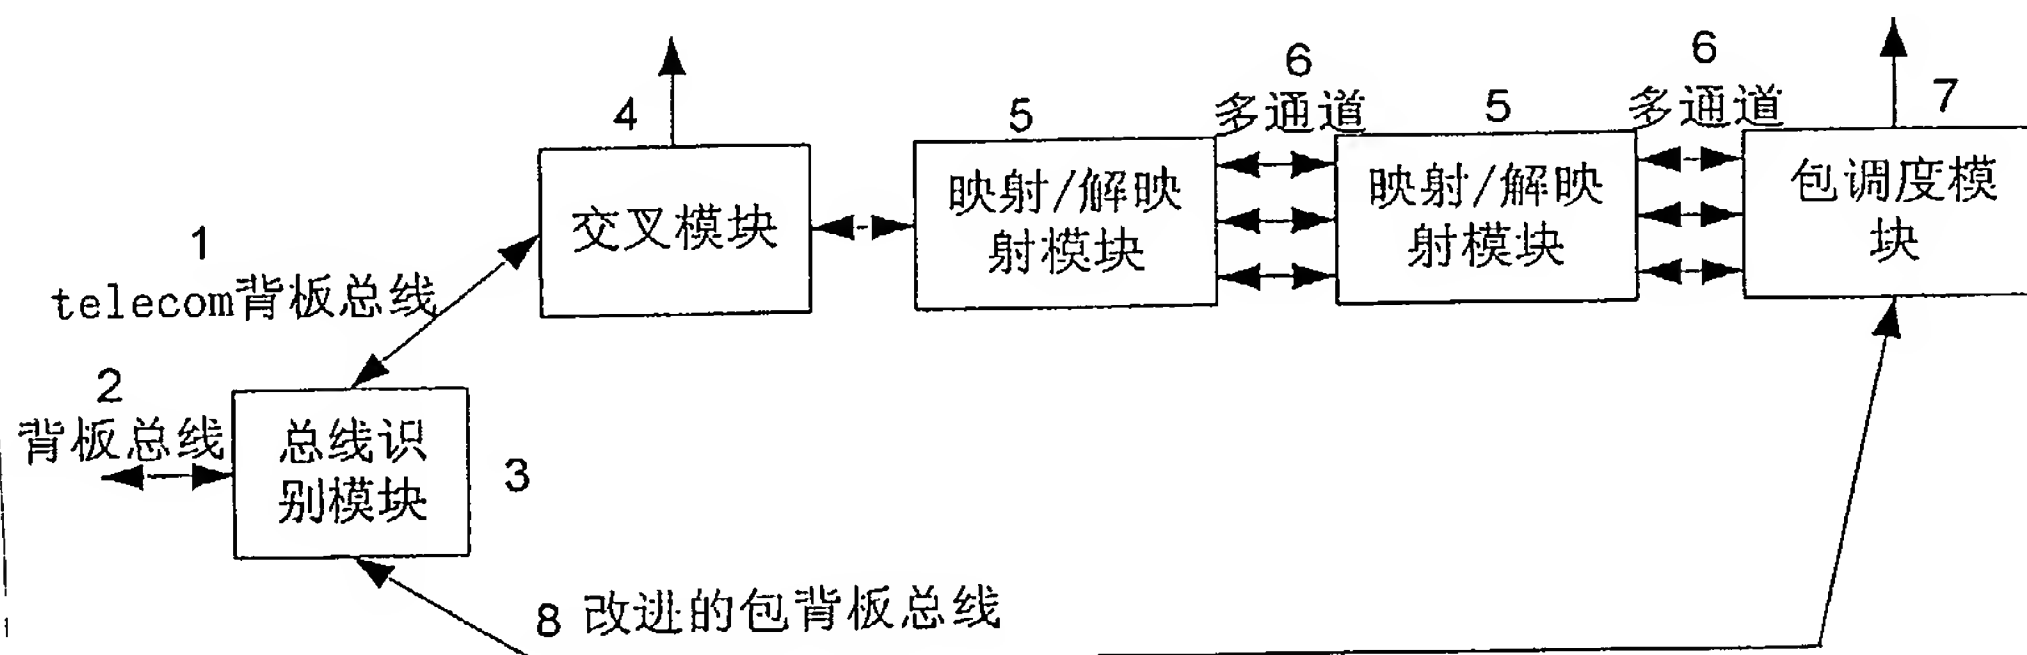 6
6
4
5
多通道
5
多通道
7
映射/解映
射模块
映射/解映
射模块
包调度模
块
交叉模块
1
telecom背板总线
2
背板总线
总线识
别模块
3
8 改进的包背板总线